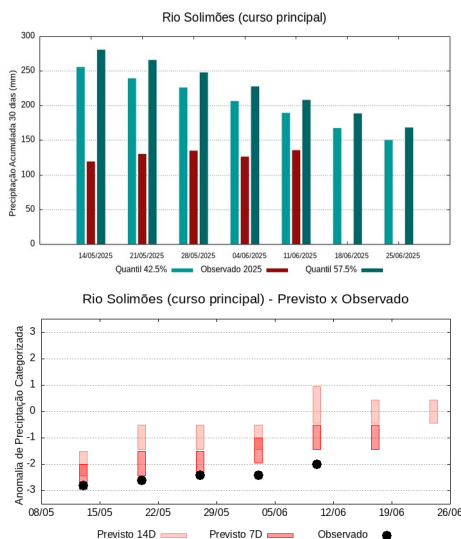 Rio Solimões (curso principal)
Precipitação Acumulada 30 dias (mm)
300
250
200
150
100
50
0
14/05/2025 21/05/2025 28/05/2025 04/06/2025 11/06/2025 18/06/2025 25/06/2025
Quantil 42.5% Observado 2025 Quantil 57.5%
Rio Solimões (curso principal) - Previsto x Observado
Anomalia de Precipitação Categorizada
3
2
1
0
-1
-2
-3
08/05 15/05 22/05 29/05 05/06 12/06 19/06 26/06
Previsto 14D Previsto 7D Observado